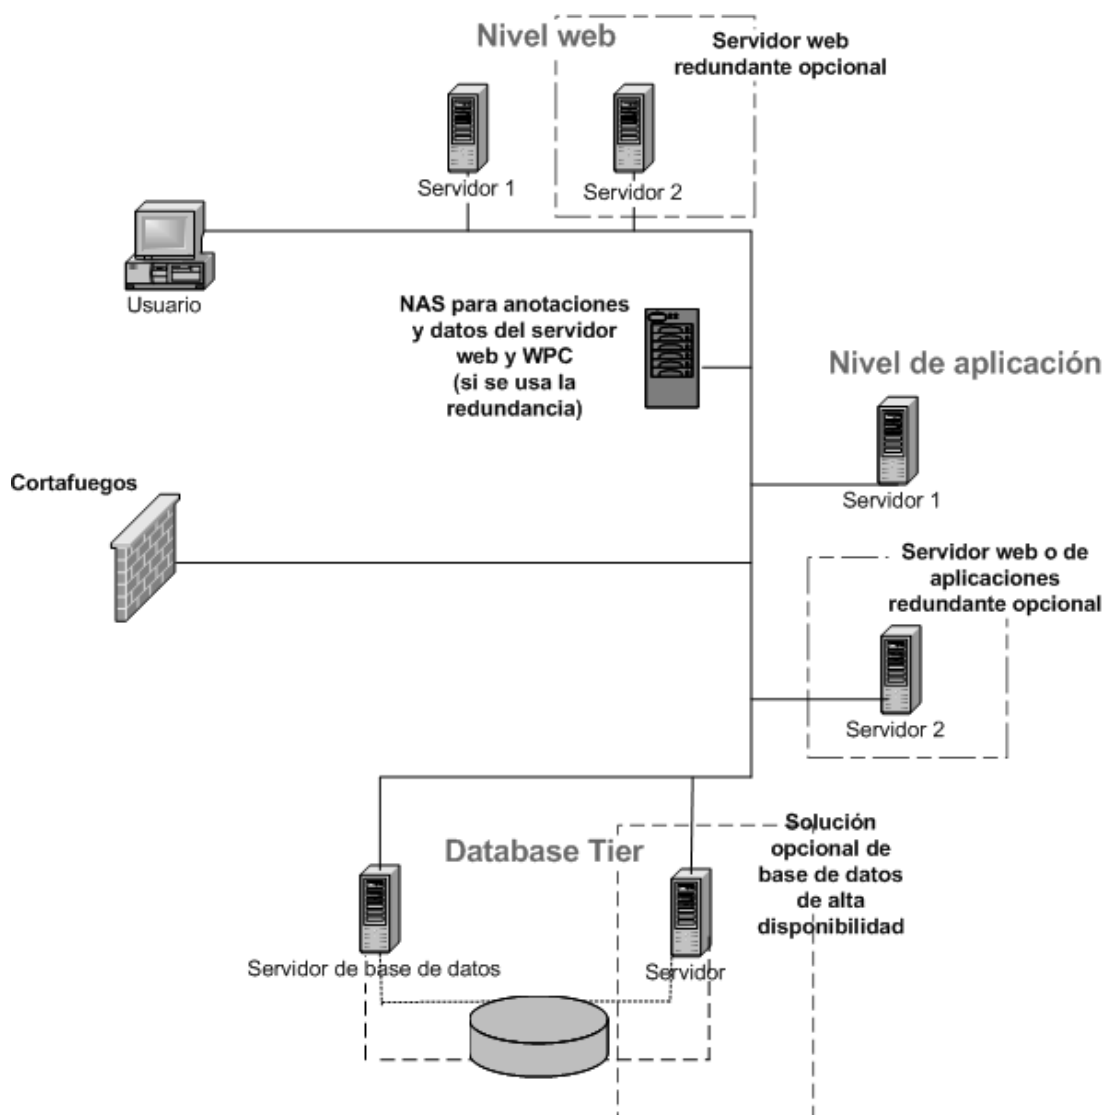 Nivel web
Servidor web
redundante opcional
Servidor 1
Servidor 2
Usuario
NAS para anotaciones
y datos del servidor
web y WPC
(si se usa la
redundancia)
Nivel de aplicación
Servidor 1
Cortafuegos
Servidor web o de
aplicaciones
redundante opcional
Servidor 2
Database Tier
Solución
opcional de
base de datos
de alta
disponibilidad
Servidor de base de datos
Servidor